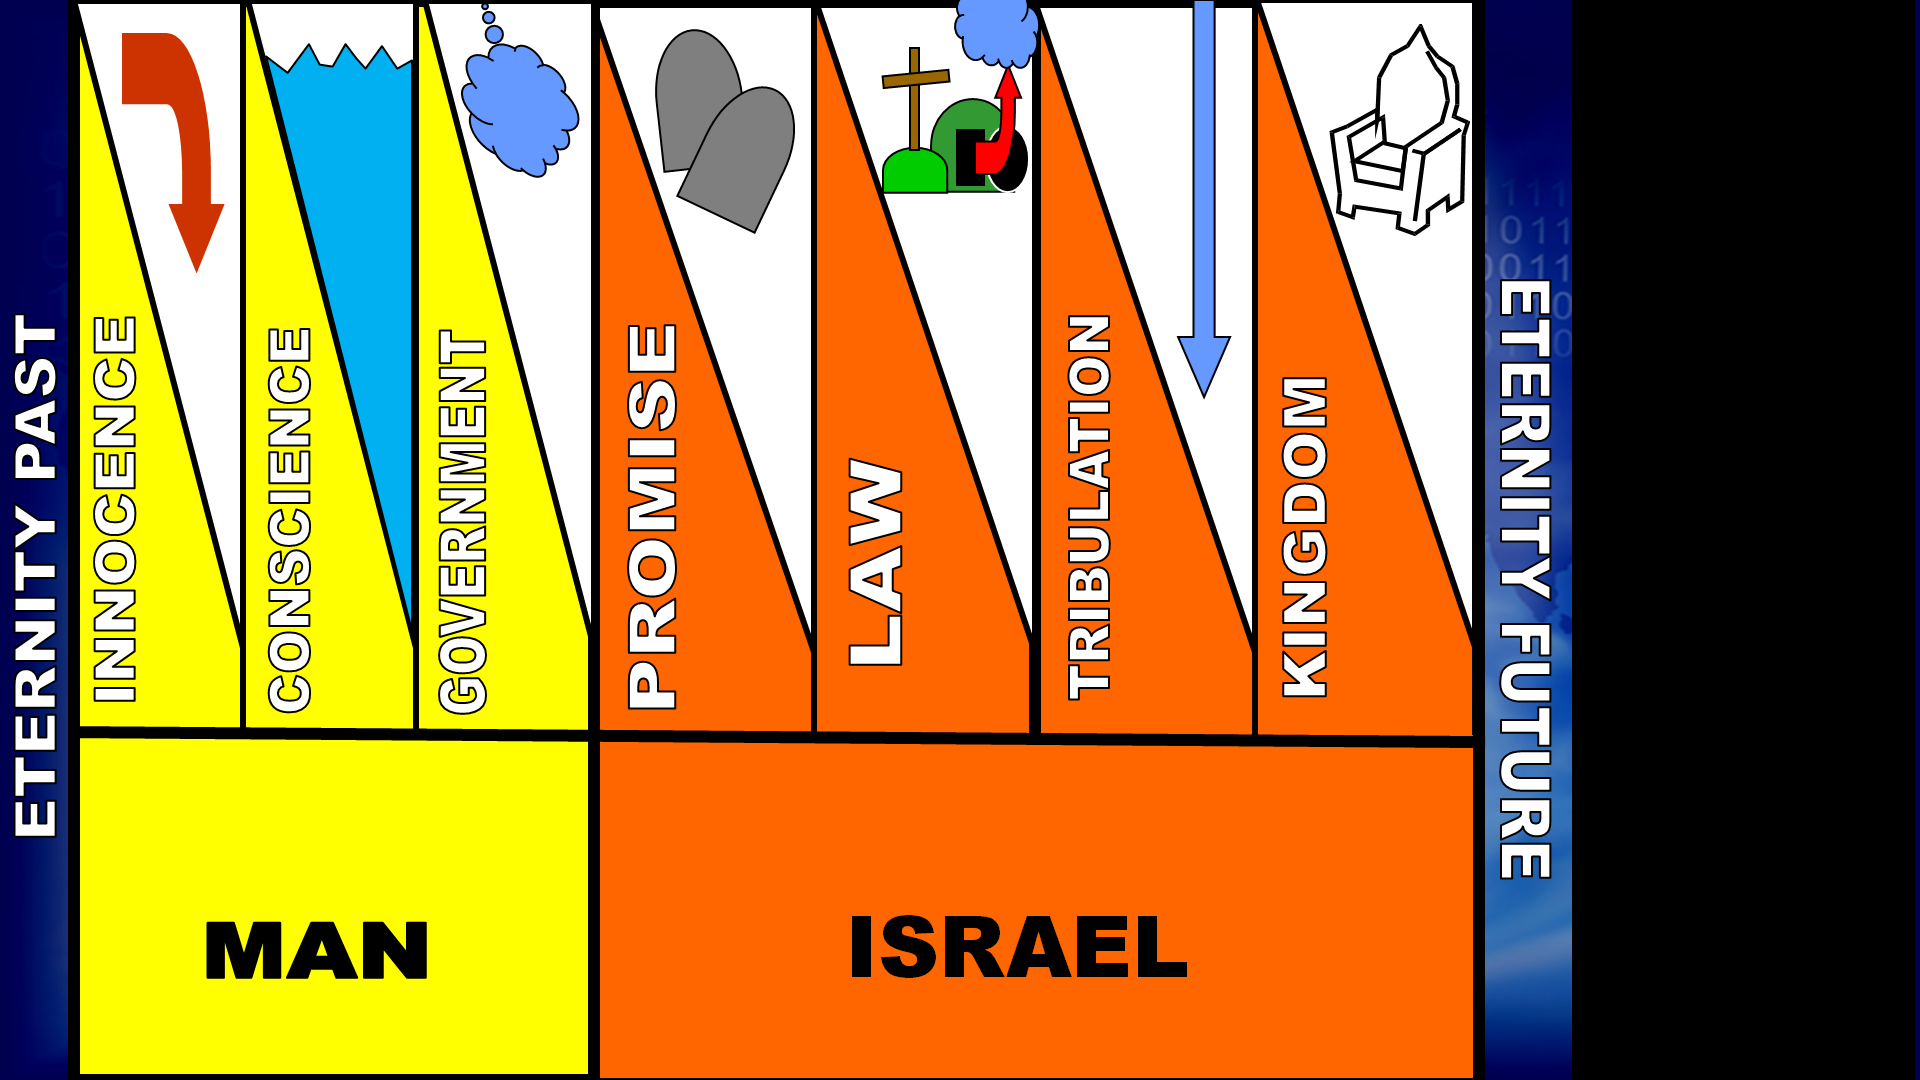 ETERNITY PAST
INNOCENCE
CONSCIENCE
GOVERNMENT
PROMISE
LAW
TRIBULATION
KINGDOM
ETERNITY FUTURE
MAN
ISRAEL